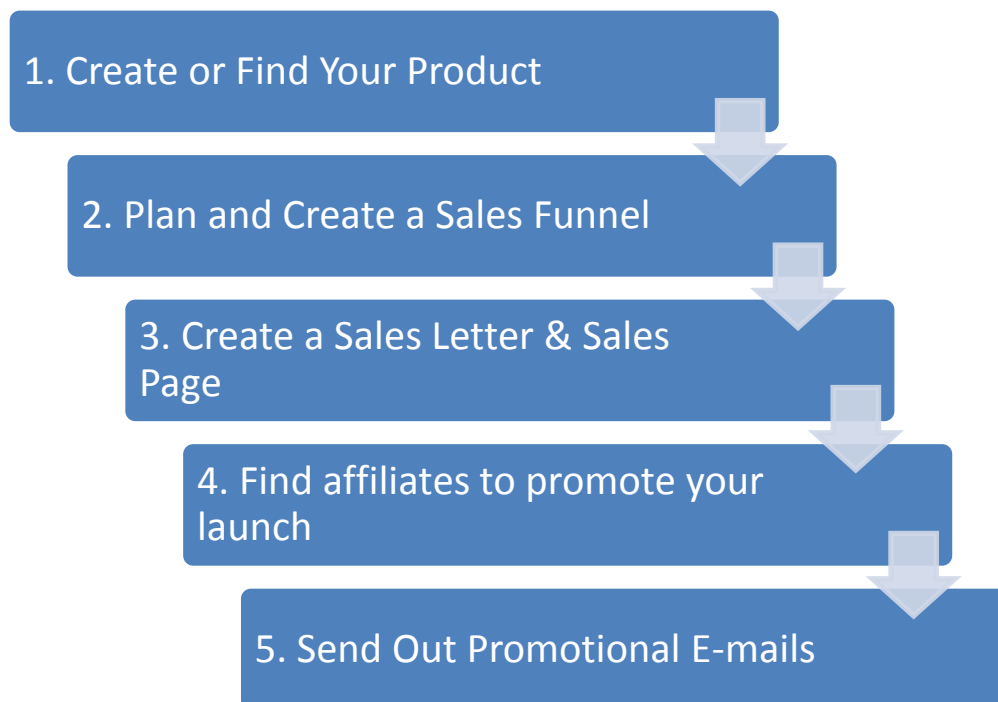 1. Create or Find Your Product
2. Plan and Create a Sales Funnel
3. Create a Sales Letter & Sales
Page
4. Find affiliates to promote your
launch
5. Send Out Promotional E-mails